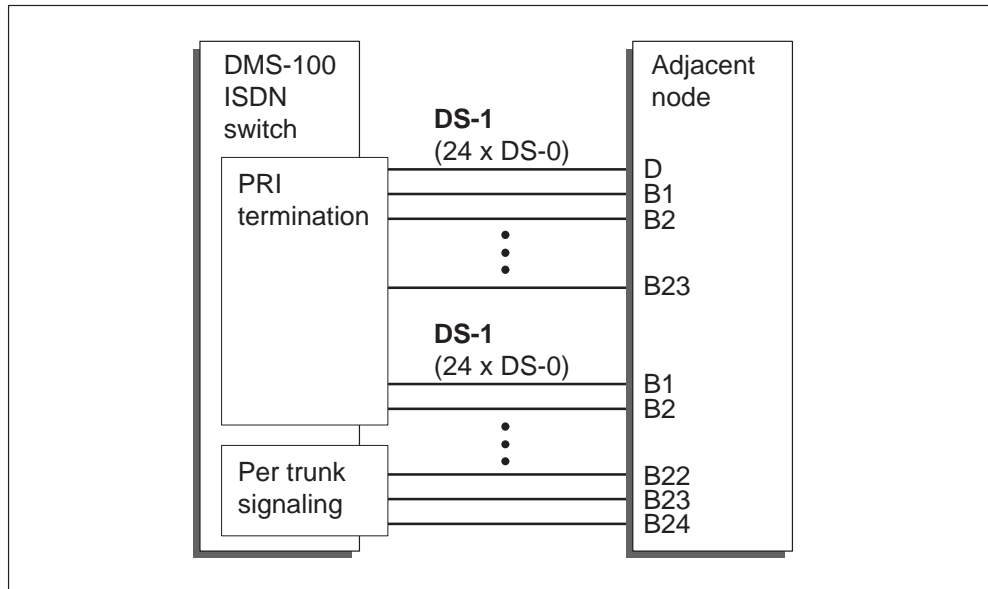 DMS-100
ISDN
switch
PRI
termination
Per trunk
signaling
DS-1
(24 x DS-0)
DS-1
(24 x DS-0)
Adjacent
node
D
B1
B2
B23
B1
B2
B22
B23
B24